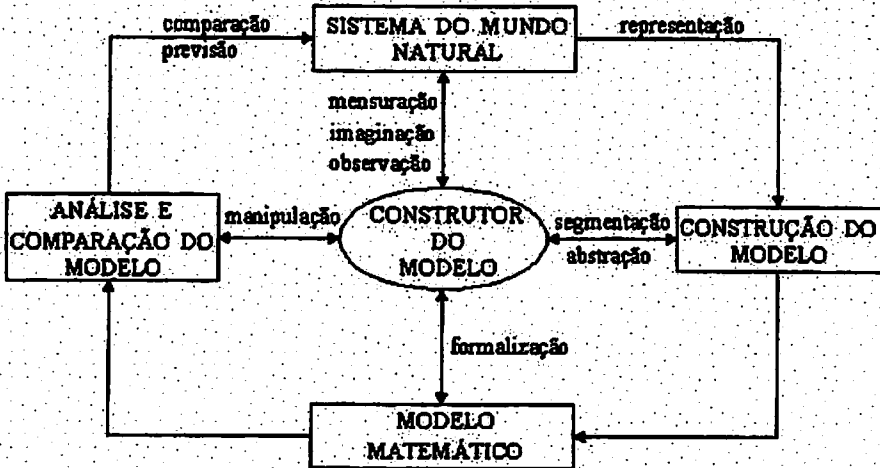 comparação
previsão
SISTEMA DO MUNDO
NATURAL
representação
mensuração
imaginação
observação
ANÁLISE E
COMPARAÇÃO DO
MODELO
manipulação
CONSTRUTOR
DO
MODELO
segmentação
abstração
CONSTRUÇÃO DO
MODELO
formalização
MODELO
MATEMÁTICO